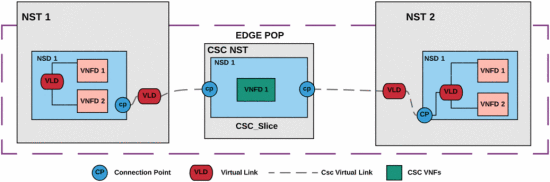 NST 1
NSD 1
VLD
VNFD 1
VNFD 2
cp
VLD
EDGE POP
CSC NST
NSD 1
cp
VNFD 1
cp
CSC_Slice
NST 2
VLD
NSD 1
CP
VLD
VNFD 1
VNFD 2
CP Connection Point
VLD Virtual Link
Csc Virtual Link
CSC VNFs